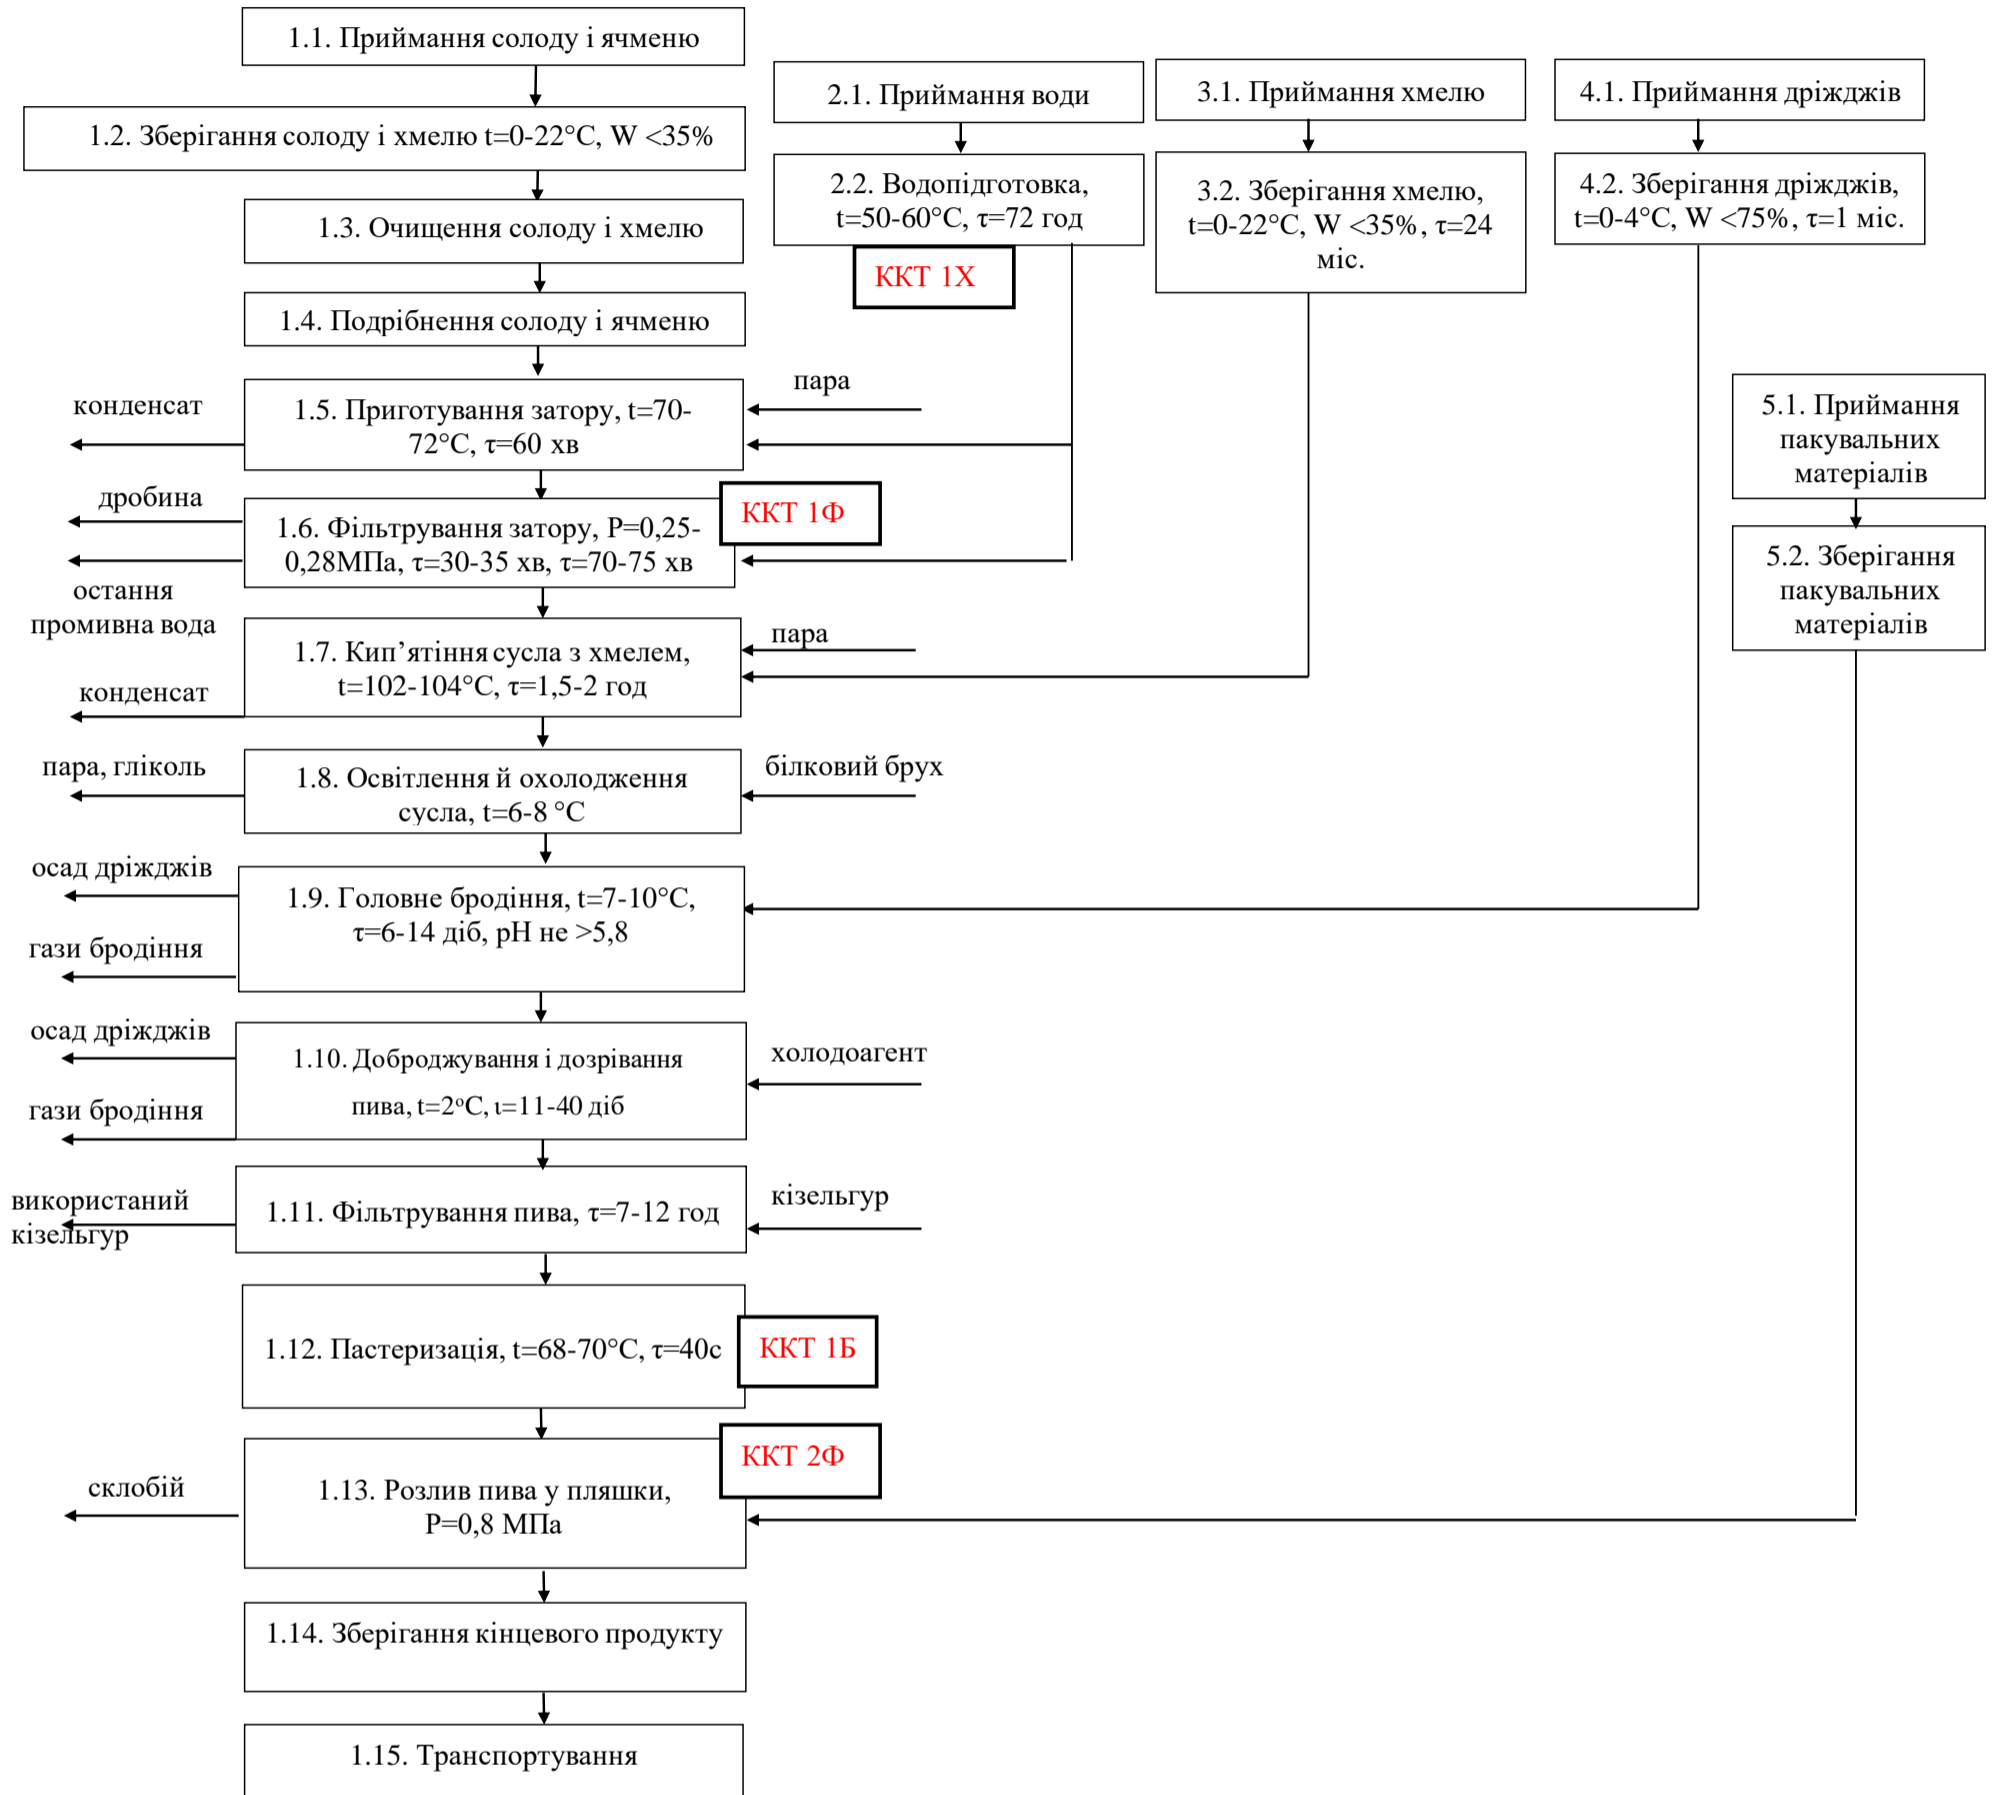 1.1. Приймання солоду і ячменю
2.1. Приймання води
3.1. Приймання хмелю
4.1. Приймання дріжджів
1.2. Зберігання солоду і хмелю t=0-22°C, W <35%
2.2. Водопідготовка,
t=50-60°C, τ=72 год
3.2. Зберігання хмелю,
t=0-22°C, W <35%, τ=24
міс.
4.2. Зберігання дріжджів,
t=0-4°C, W <75%, τ=1 міс.
1.3. Очищення солоду і хмелю
ККТ 1Х
1.4. Подрібнення солоду і ячменю
пара
конденсат
1.5. Приготування затору, t=70-
72°C, τ=60 хв
5.1. Приймання
пакувальних
матеріалів
дробина
ККТ 1Ф
1.6. Фільтрування затору, P=0,25-
0,28МПа, τ=30-35 хв, τ=70-75 хв
5.2. Зберігання
пакувальних
матеріалів
остання
промивна вода
пара
1.7. Кип’ятіння сусла з хмелем,
t=102-104°C, τ=1,5-2 год
конденсат
пара, гліколь
білковий брух
1.8. Освітлення й охолодження
сусла, t=6-8 °C
осад дріжджів
1.9. Головне бродіння, t=7-10°C,
τ=6-14 діб, pH не >5,8
гази бродіння
осад дріжджів
холодоагент
1.10. Доброджування і дозрівання
пива, t=2°C, ι=11-40 діб
гази бродіння
використаний
кізельгур
кізельгур
1.11. Фільтрування пива, τ=7-12 год
1.12. Пастеризація, t=68-70°C, τ=40с
ККТ 1Б
ККТ 2Ф
склобій
1.13. Розлив пива у пляшки,
P=0,8 МПа
1.14. Зберігання кінцевого продукту
1.15. Транспортування